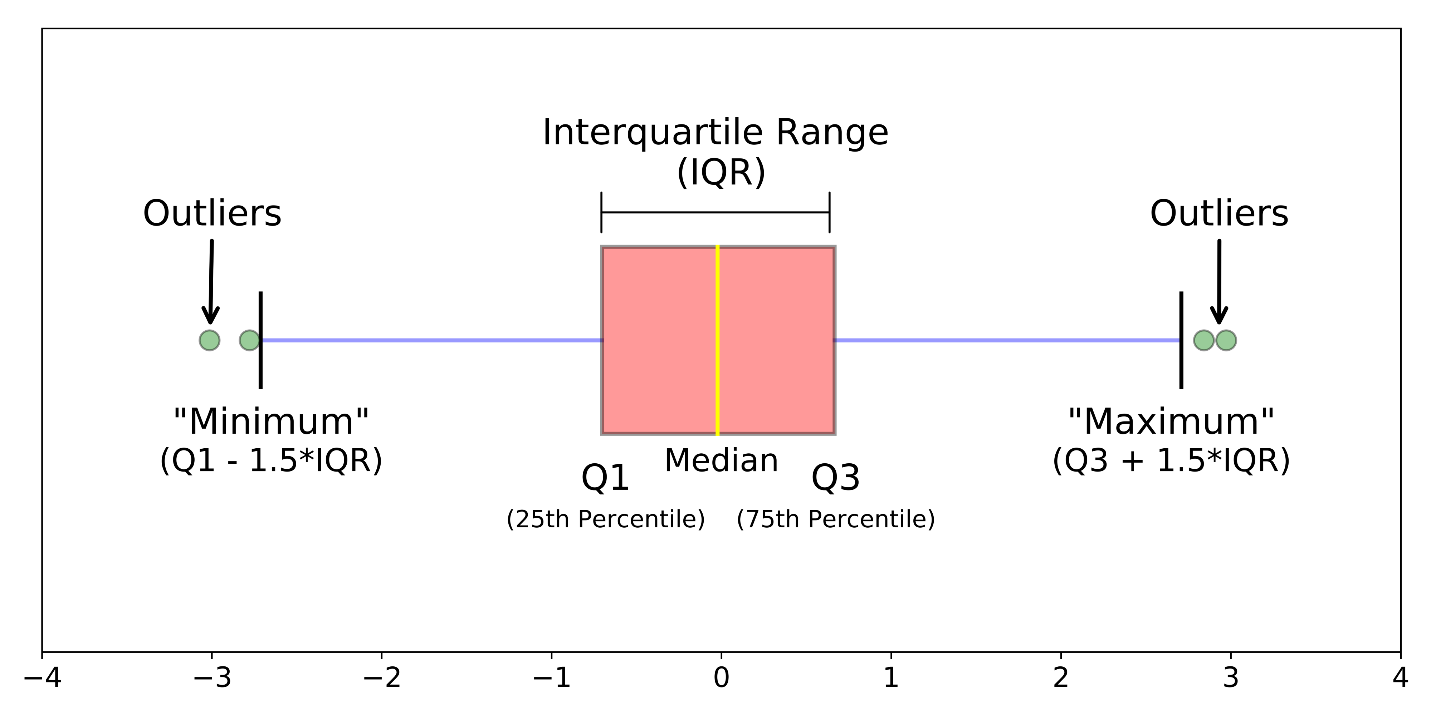 Interquartile Range
(IQR)
Outliers
Outliers
"Minimum"
(Q1 - 1.5*IQR)
"Maximum"
(Q3 + 1.5*IQR)
Median
Q1
Q3
(25th Percentile)
(75th Percentile)
−4 −3 −2 −1 0 1 2 3 4